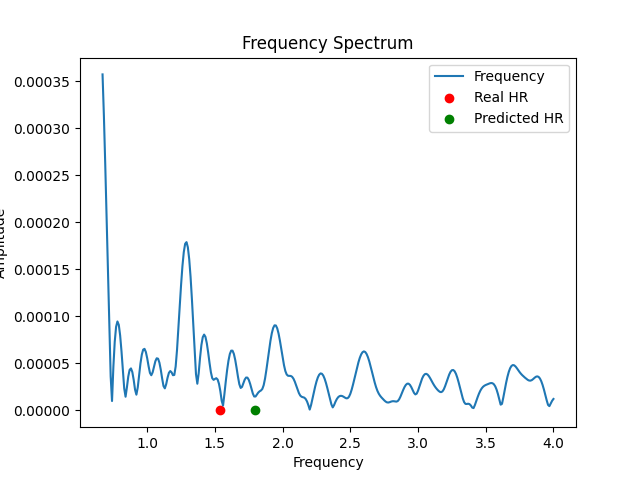 Frequency Spectrum
Frequency
Real HR
Predicted HR
0.00035
0.00030
0.00025
0.00020
0.00015
0.00010
0.00005
0.00000
Amplitude
1.0 1.5 2.0 2.5 3.0 3.5 4.0
Frequency